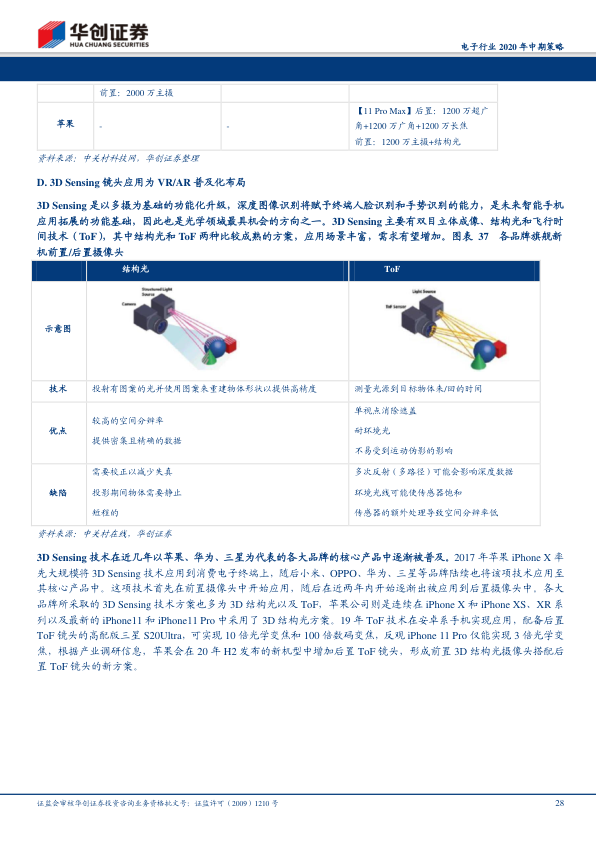 华创证券
HUA CHUANG SECURITIES
电子行业 2020 年中期策略
前置：2000 万主摄
苹果
-
-
【11 Pro Max】后置：1200 万超广
角+1200 万广角+1200 万长焦
前置：1200 万主摄+结构光
资料来源：中关村科技网，华创证券整理
D. 3D Sensing 镜头应用为 VR/AR 普及化布局
3D Sensing 是以多摄为基础的功能化升级，深度图像识别将赋予终端人脸识别和手势识别的能力，是未来智能手机
应用拓展的功能基础，因此也是光学领域最具机会的方向之一。3D Sensing 主要有双目立体成像、结构光和飞行时
间技术（ToF），其中结构光和 ToF 两种比较成熟的方案，应用场景丰富，需求有望增加。图表 37 各品牌旗舰新
机前置/后置摄像头
结构光
ToF
示意图
Structured Light
Source
Camera
Light Source
ToF Sensor
技术
投射有图案的光并使用图案来重建物体形状以提供高精度
测量光源到目标物体来/回的时间
优点
较高的空间分辨率
提供密集且精确的数据
单视点消除遮盖
耐环境光
不易受到运动伪影的影响
缺陷
需要校正以减少失真
投影期间物体需要静止
短程的
多次反射（多路径）可能会影响深度数据
环境光线可能使传感器饱和
传感器的额外处理导致空间分辨率低
资料来源：中关村在线，华创证券
3D Sensing 技术在近几年以苹果、华为、三星为代表的各大品牌的核心产品中逐渐被普及。2017 年苹果 iPhone X 率
先大规模将 3D Sensing 技术应用到消费电子终端上，随后小米、OPPO、华为、三星等品牌陆续也将该项技术应用至
其核心产品中。这项技术首先在前置摄像头中开始应用，随后在近两年内开始逐渐出被应用到后置摄像头中。各大
品牌所采取的 3D Sensing 技术方案也多为 3D 结构光以及 ToF，苹果公司则是连续在 iPhone X 和 iPhone XS、XR 系
列以及最新的 iPhone11 和 iPhone11 Pro 中采用了 3D 结构光方案。19 年 ToF 技术在安卓系手机实现应用，配备后置
ToF 镜头的高配版三星 S20Ultra，可实现 10 倍光学变焦和 100 倍数码变焦，反观 iPhone 11 Pro 仅能实现 3 倍光学变
焦，根据产业调研信息，苹果会在 20 年 H2 发布的新机型中增加后置 ToF 镜头，形成前置 3D 结构光摄像头搭配后
置 ToF 镜头的新方案。
证监会审核华创证券投资咨询业务资格批文号：证监许可（2009）1210 号
28